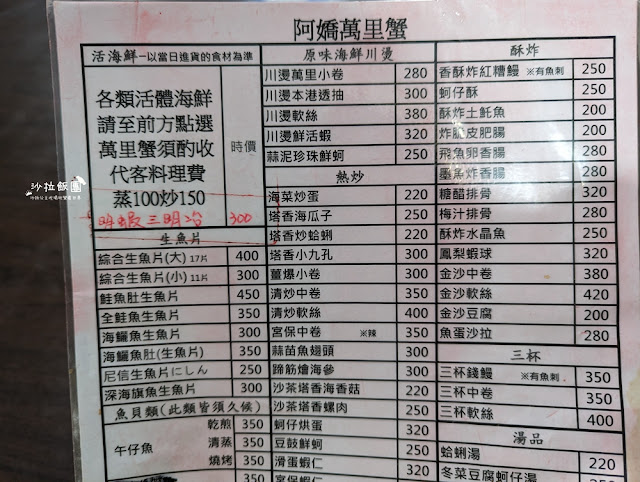 阿嬌萬里蟹
活海鮮—以當日進貨的食材為準
各類活體海鮮
請至前方點選
萬里蟹須酌收
代客料理費
蒸100炒150
時價
明蝦三明治 300
生魚片
綜合生魚片(大) 17片 400
綜合生魚片(小) 11片 300
鮭魚肚生魚片 450
全鮭魚生魚片 350
海鱺魚生魚片 300
海鱺魚肚(生魚片) 350
尼信生魚片にしん 250
深海旗魚生魚片 300
魚貝類(此類皆須久候)
午仔魚
乾煎 350
清蒸 350
燒烤 350
350
原味海鮮川燙
川燙萬里小卷 280
川燙本港透抽 300
川燙軟絲 380
川燙鮮活蝦 320
蒜泥珍珠鮮蚵 250
熱炒
海菜炒蛋 220
塔香海瓜子 250
塔香炒蛤蜊 220
塔香小九孔 300
薑爆小卷 300
清炒中卷 350
清炒軟絲 400
宮保中卷 ※辣 350
蒜苗魚翅頭 300
蹄筋燴海參 300
沙茶塔香海香菇 220
沙茶塔香螺肉 250
蚵仔烘蛋 220
豆鼓鮮蚵 250
滑蛋蝦仁 320
宮保蝦仁 320
酥炸
香酥炸紅糟鰻 ※有魚刺 250
蚵仔酥 250
酥炸土魠魚 200
炸脆皮肥腸 320
飛魚卵香腸 280
墨魚炸香腸 280
糖醋排骨 320
梅汁排骨 280
酥炸水晶魚 250
鳳梨蝦球 320
金沙中卷 380
金沙軟絲 420
金沙豆腐 200
魚蛋沙拉 280
三杯
三杯錢鰻 ※有魚刺 350
三杯中卷 350
三杯軟絲 400
湯品
蛤蜊湯 220
冬菜豆腐蚵仔湯 250
沙拉飯團